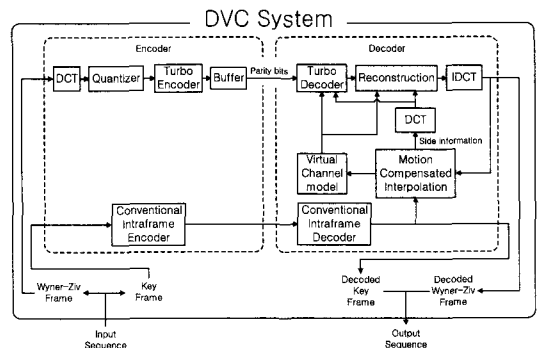 DVC System
Encoder
Decoder
DCT
Quantizer
Turbo
Encoder
Buffer
Parity bits
Turbo
Decoder
Reconstruction
IDCT
DCT
Side information
Virtual
Channel
model
Motion
Compensated
Interpolation
Conventional
Intraframe
Encoder
Conventional
Intraframe
Decoder
Wyner-Ziv
Frame
Key
Frame
Decoded
Key
Frame
Decoded
Wyner-Ziv
Frame
Input
Sequence
Output
Sequence